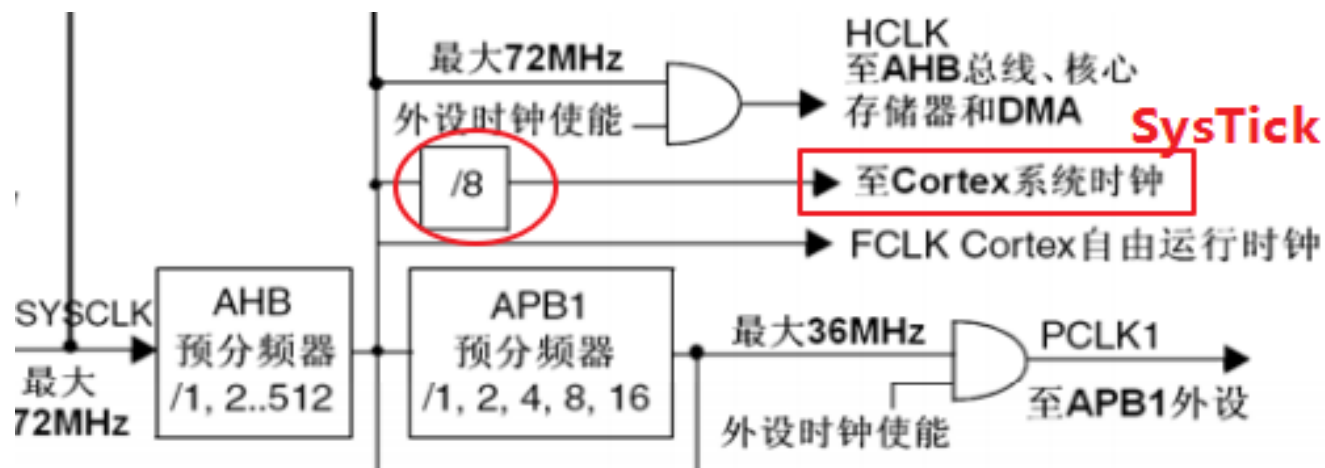 HCLK
最大72MHz
至AHB总线、核心
外设时钟使能
存储器和DMA
SysTick
/8
至Cortex系统时钟
FCLK Cortex自由运行时钟
SYSCLK
AHB
APB1
最大36MHz
PCLK1
预分频器
预分频器
最大
/1, 2..512
/1, 2, 4, 8, 16
至APB1外设
72MHz
外设时钟使能